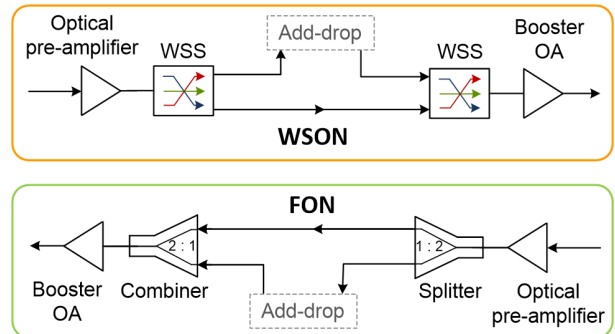 Optical
pre-amplifier
WSS
Add-drop
WSS
Booster
OA
WSON
FON
2 : 1
1 : 2
Booster
OA
Combiner
Add-drop
Splitter
Optical
pre-amplifier